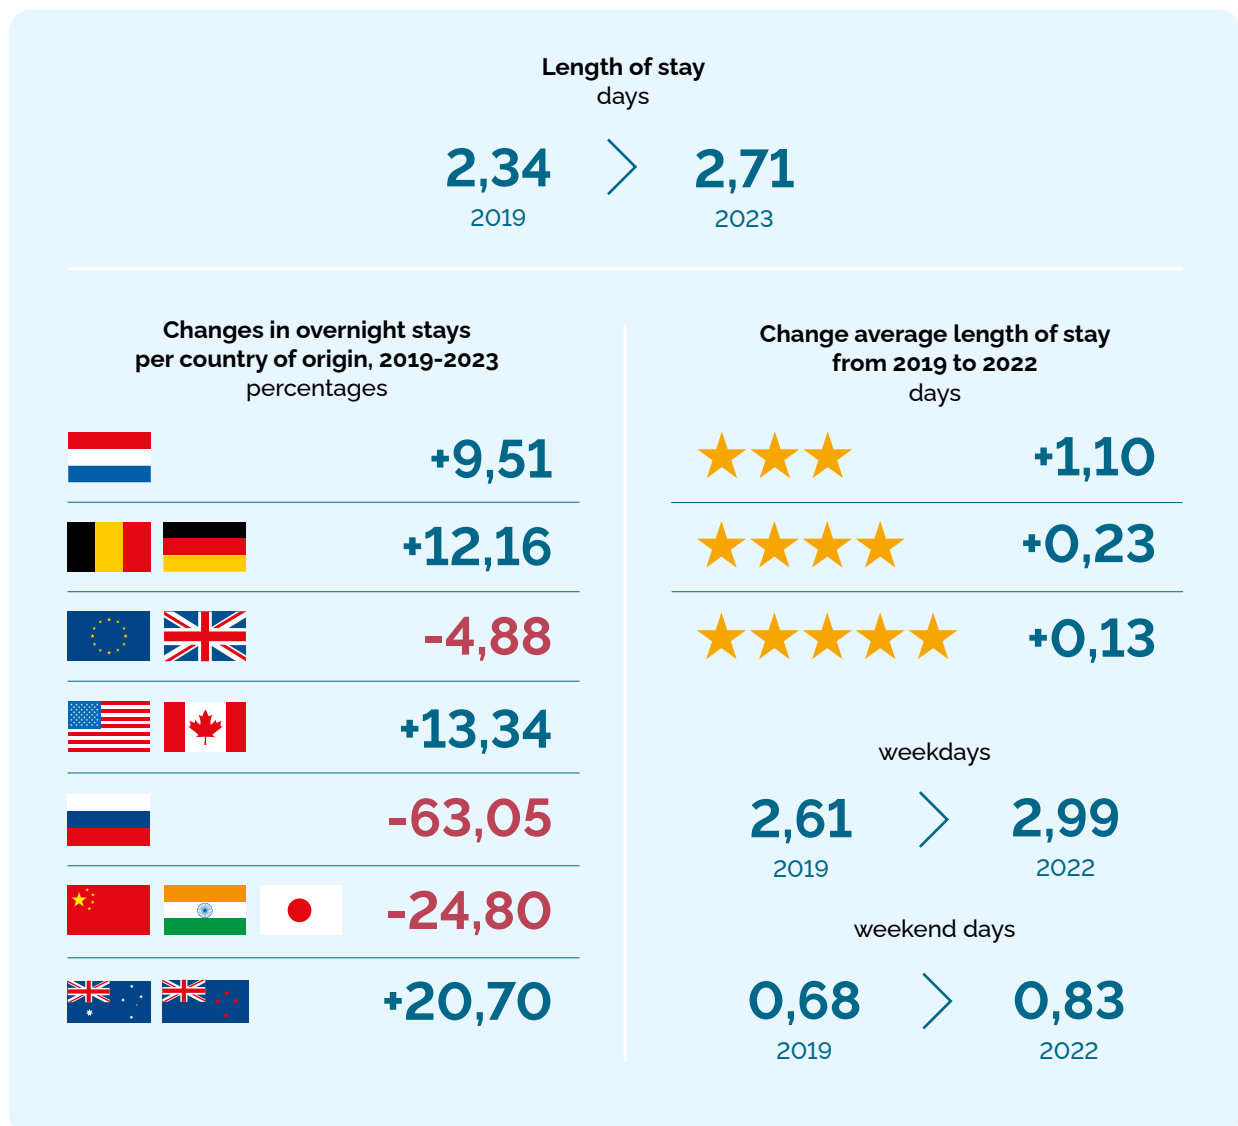 Length of stay
days
2,34
2,71
2019
2023
Changes in overnight stays
per country of origin, 2019-2023
percentages
+9,51
+12,16
-4,88
+13,34
-63,05
-24,80
+20,70
Change average length of stay
from 2019 to 2022
days
+1,10
+0,23
+0,13
weekdays
2,61
2,99
2019
2022
weekend days
0,68
0,83
2019
2022